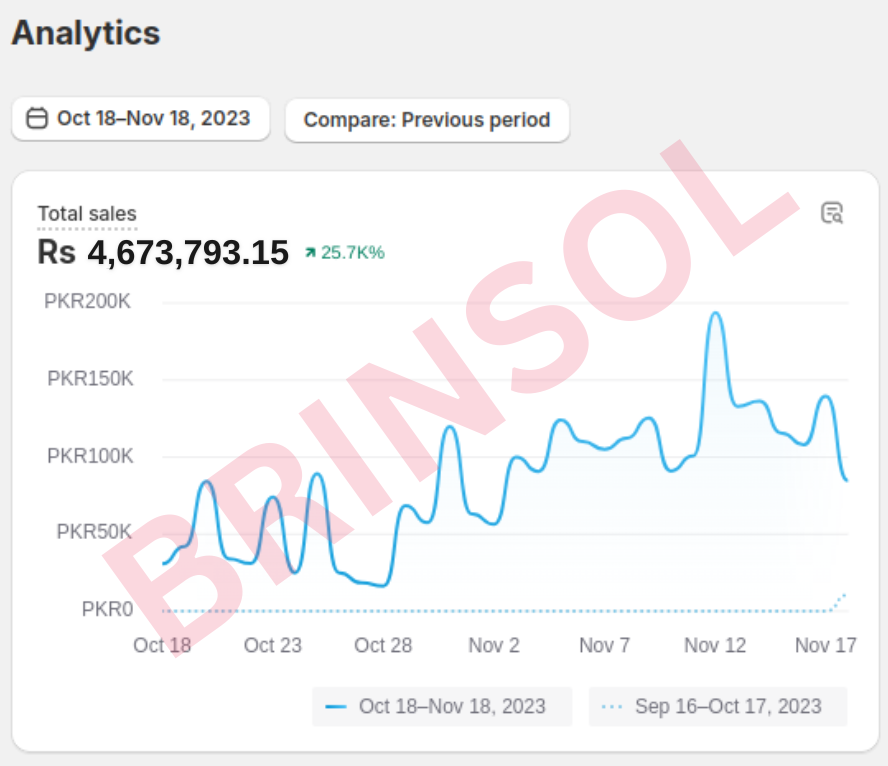 Analytics
Oct 18–Nov 18, 2023
Compare: Previous period
Total sales
Rs 4,673,793.15 25.7K%
PKR200K
PKR150K
PKR100K
PKR50K
PKR0
Oct 18 Oct 23 Oct 28 Nov 2 Nov 7 Nov 12 Nov 17
Oct 18–Nov 18, 2023 Sep 16–Oct 17, 2023
BRINSOL